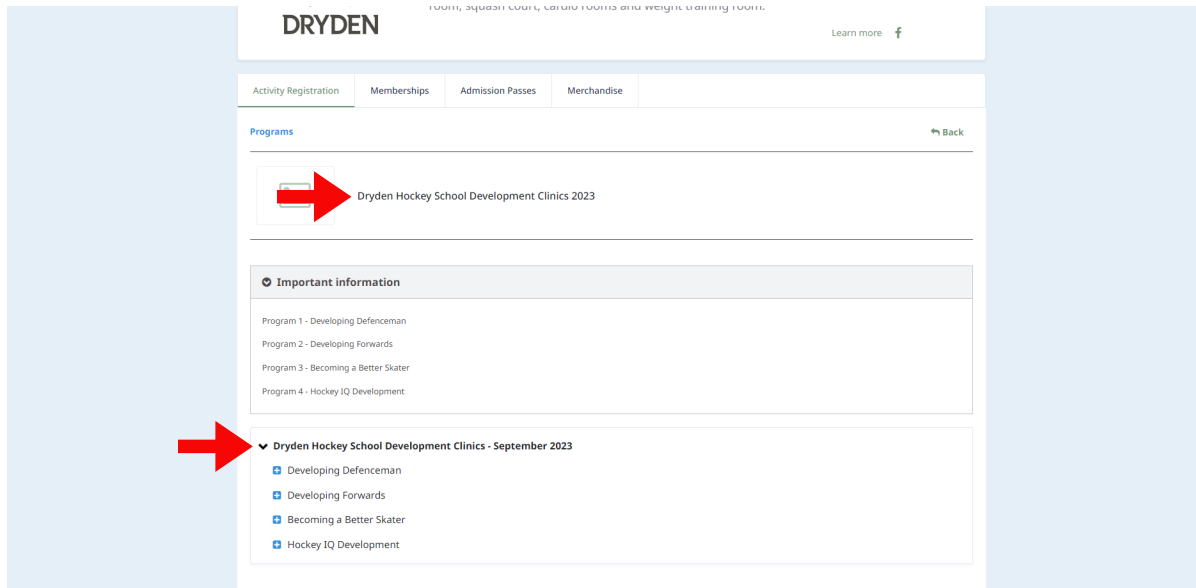 room, squash court, cardio rooms and weight training room.
DRYDEN
Learn more
Activity Registration Memberships Admission Passes Merchandise
Programs Back
Dryden Hockey School Development Clinics 2023
Important information
Program 1 - Developing Defenceman
Program 2 - Developing Forwards
Program 3 - Becoming a Better Skater
Program 4 - Hockey IQ Development
Dryden Hockey School Development Clinics - September 2023
Developing Defenceman
Developing Forwards
Becoming a Better Skater
Hockey IQ Development